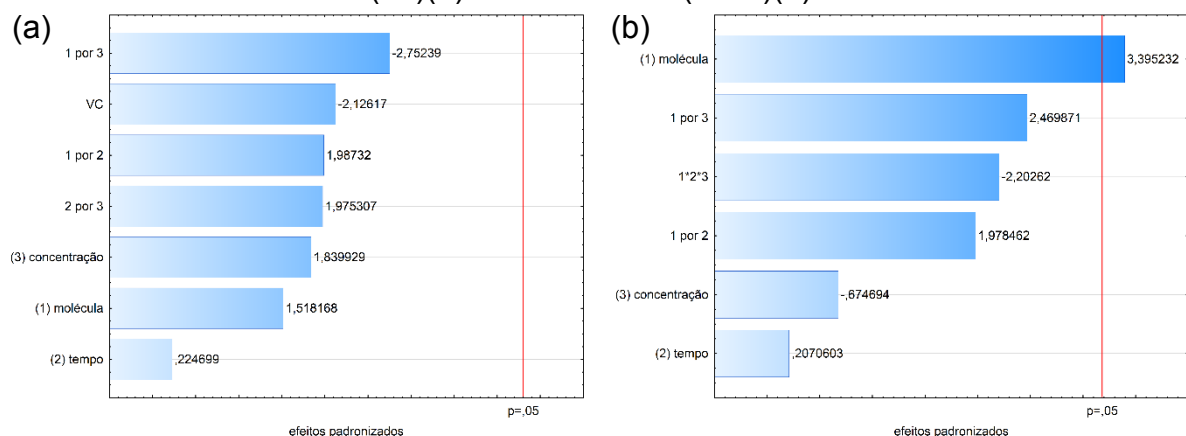 (a)
1 por 3
-2,75239
VC
-2,12617
1 por 2
1,98732
2 por 3
1,975307
(3) concentração
1,839929
(1) molécula
1,518168
(2) tempo
,224699
p=,05
efeitos padronizados
(b)
(1) molécula
3,395232
1 por 3
2,469871
1*2*3
-2,20262
1 por 2
1,978462
(3) concentração
-,674694
(2) tempo
,2070603
p=,05
efeitos padronizados